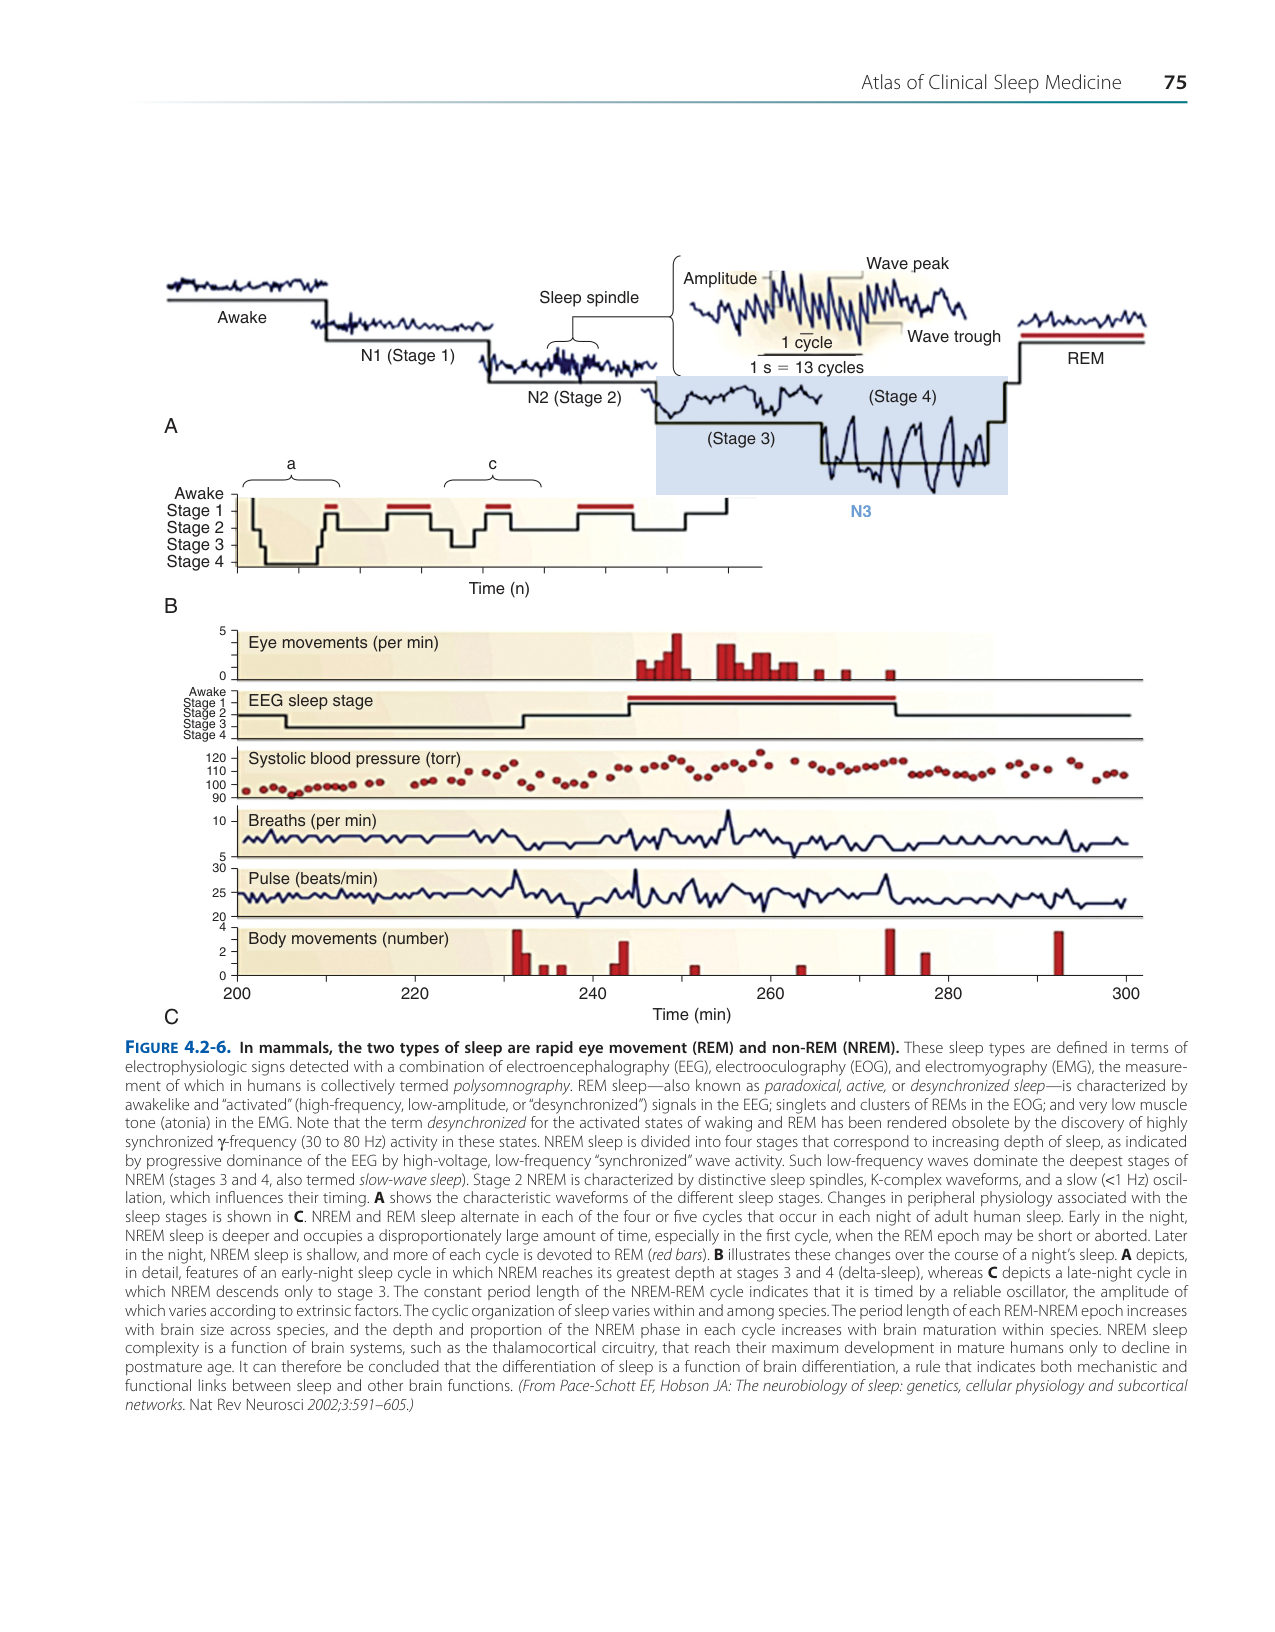 Atlas of Clinical Sleep Medicine 75
Wave peak
Amplitude
Sleep spindle
Awake
Wave trough
1 cycle
N1 (Stage 1)
REM
1 s = 13 cycles
N2 (Stage 2)
(Stage 4)
A
(Stage 3)
a
c
N3
Awake
Stage 1
Stage 2
Stage 3
Stage 4
Time (n)
B
5
Eye movements (per min)
0
Awake
Stage 1
Stage 2
Stage 3
Stage 4
EEG sleep stage
120
110
100
90
Systolic blood pressure (torr)
10
5
Breaths (per min)
30
25
20
Pulse (beats/min)
4
2
0
Body movements (number)
200 220 240 260 280 300
Time (min)
C
FIGURE 4.2-6. In mammals, the two types of sleep are rapid eye movement (REM) and non-REM (NREM). These sleep types are defined in terms of
electrophysiologic signs detected with a combination of electroencephalography (EEG), electrooculography (EOG), and electromyography (EMG), the measure-
ment of which in humans is collectively termed polysomnography. REM sleep—also known as paradoxical, active, or desynchronized sleep—is characterized by
awakelike and “activated” (high-frequency, low-amplitude, or “desynchronized”) signals in the EEG; singlets and clusters of REMs in the EOG; and very low muscle
tone (atonia) in the EMG. Note that the term desynchronized for the activated states of waking and REM has been rendered obsolete by the discovery of highly
synchronized γ-frequency (30 to 80 Hz) activity in these states. NREM sleep is divided into four stages that correspond to increasing depth of sleep, as indicated
by progressive dominance of the EEG by high-voltage, low-frequency “synchronized” wave activity. Such low-frequency waves dominate the deepest stages of
NREM (stages 3 and 4, also termed slow-wave sleep). Stage 2 NREM is characterized by distinctive sleep spindles, K-complex waveforms, and a slow (<1 Hz) oscil-
lation, which influences their timing. A shows the characteristic waveforms of the different sleep stages. Changes in peripheral physiology associated with the
sleep stages is shown in C. NREM and REM sleep alternate in each of the four or five cycles that occur in each night of adult human sleep. Early in the night,
NREM sleep is deeper and occupies a disproportionately large amount of time, especially in the first cycle, when the REM epoch may be short or aborted. Later
in the night, NREM sleep is shallow, and more of each cycle is devoted to REM (red bars). B illustrates these changes over the course of a night’s sleep. A depicts,
in detail, features of an early-night sleep cycle in which NREM reaches its greatest depth at stages 3 and 4 (delta-sleep), whereas C depicts a late-night cycle in
which NREM descends only to stage 3. The constant period length of the NREM-REM cycle indicates that it is timed by a reliable oscillator, the amplitude of
which varies according to extrinsic factors. The cyclic organization of sleep varies within and among species. The period length of each REM-NREM epoch increases
with brain size across species, and the depth and proportion of the NREM phase in each cycle increases with brain maturation within species. NREM sleep
complexity is a function of brain systems, such as the thalamocortical circuitry, that reach their maximum development in mature humans only to decline in
postmature age. It can therefore be concluded that the differentiation of sleep is a function of brain differentiation, a rule that indicates both mechanistic and
functional links between sleep and other brain functions. (From Pace-Schott EF, Hobson JA: The neurobiology of sleep: genetics, cellular physiology and subcortical
networks. Nat Rev Neurosci 2002;3:591–605.)